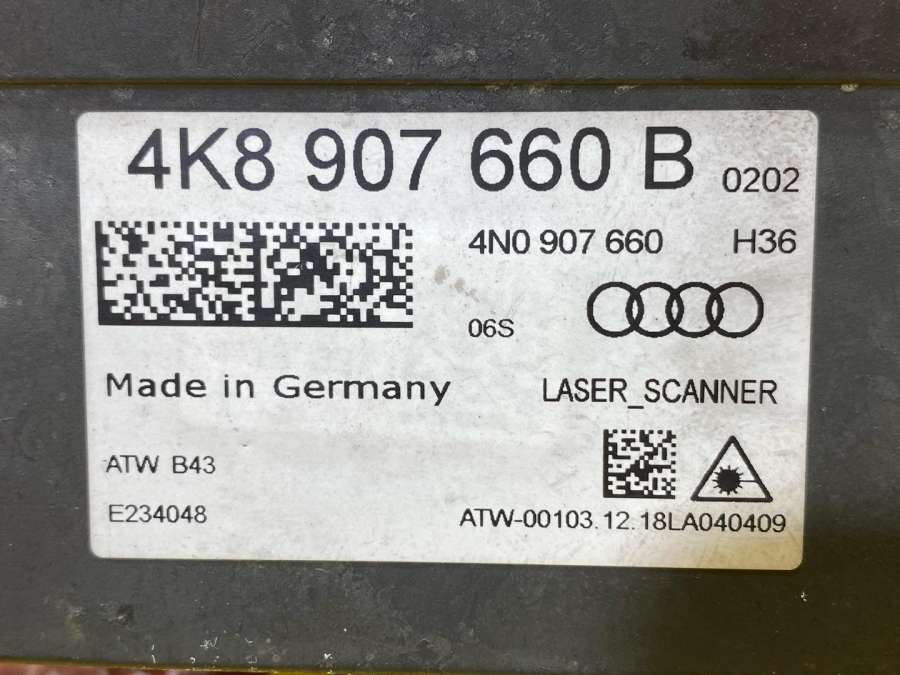 4K8 907 660 B 0202
4N0 907 660 H36
06S
Made in Germany LASER_SCANNER
ATW B43
E234048 ATW-00103.12.18LA040409